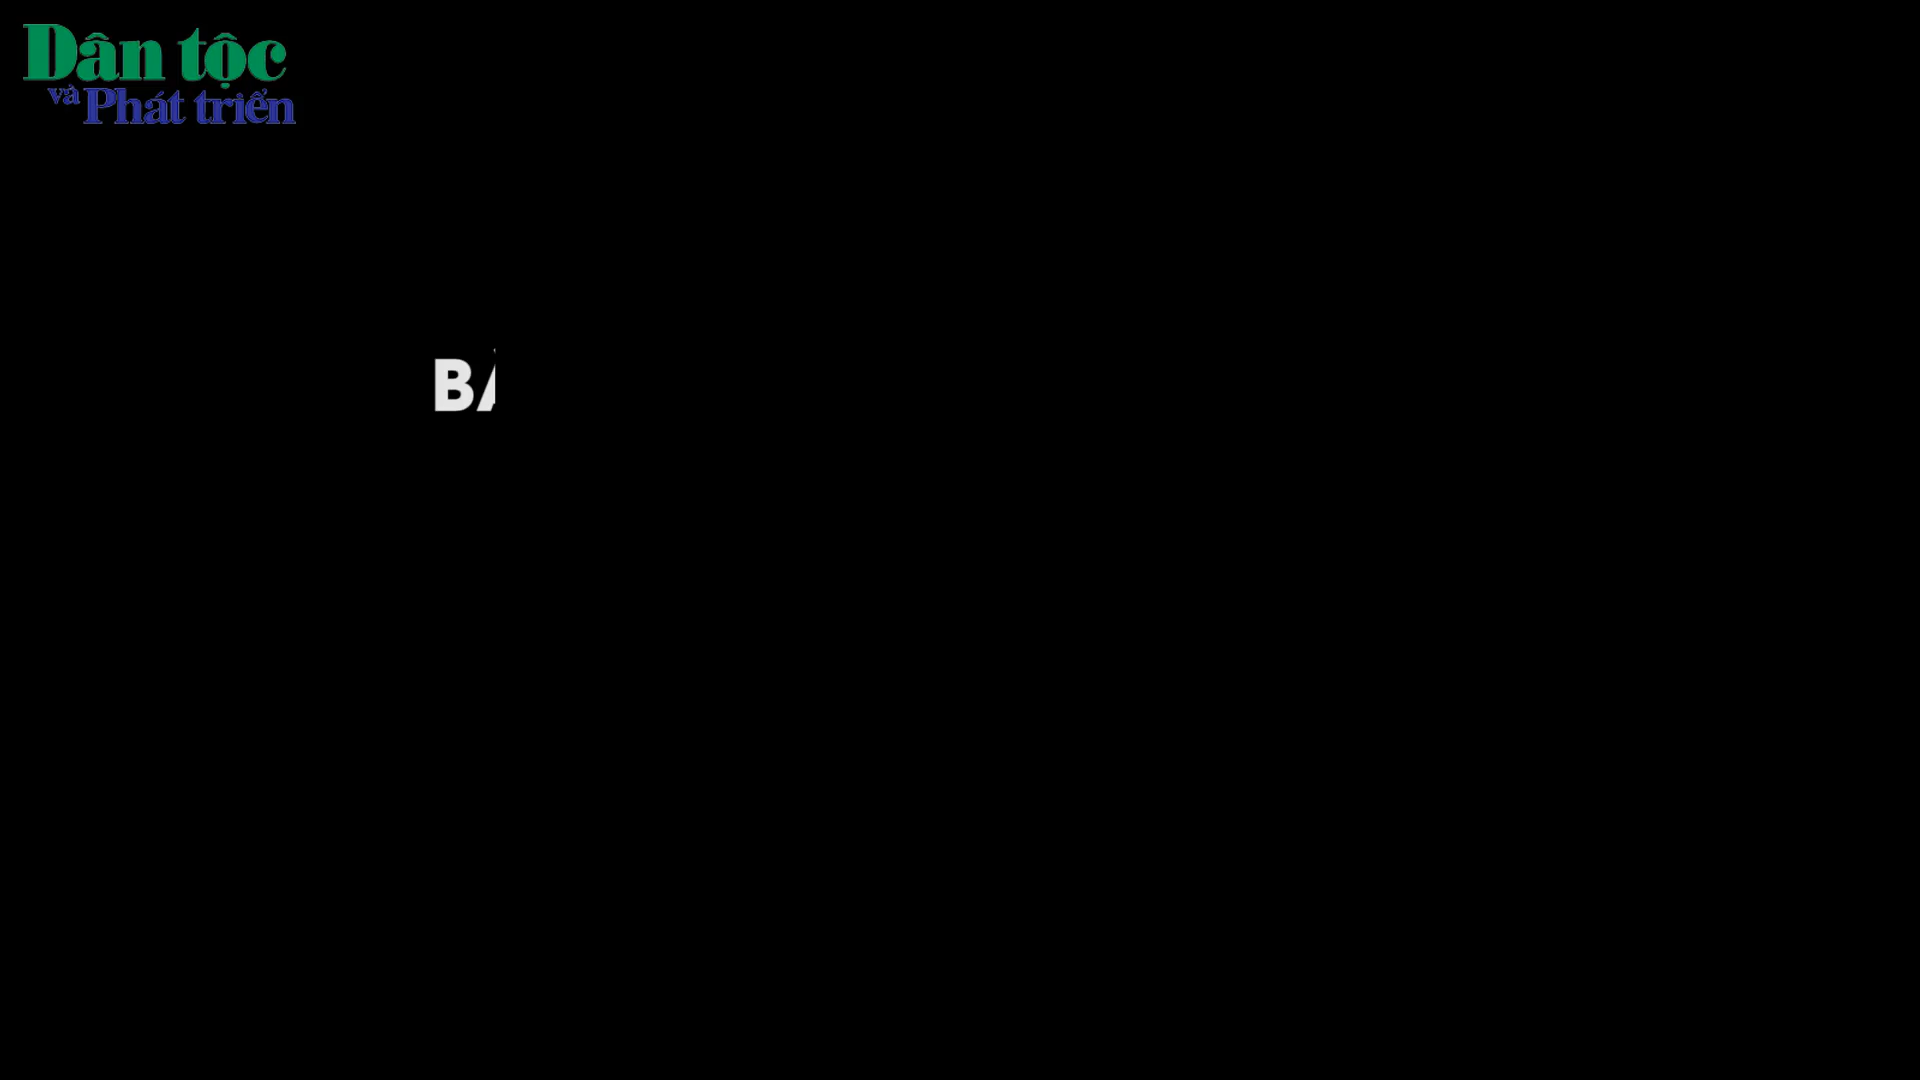 Dân tộc
và Phát triển
B